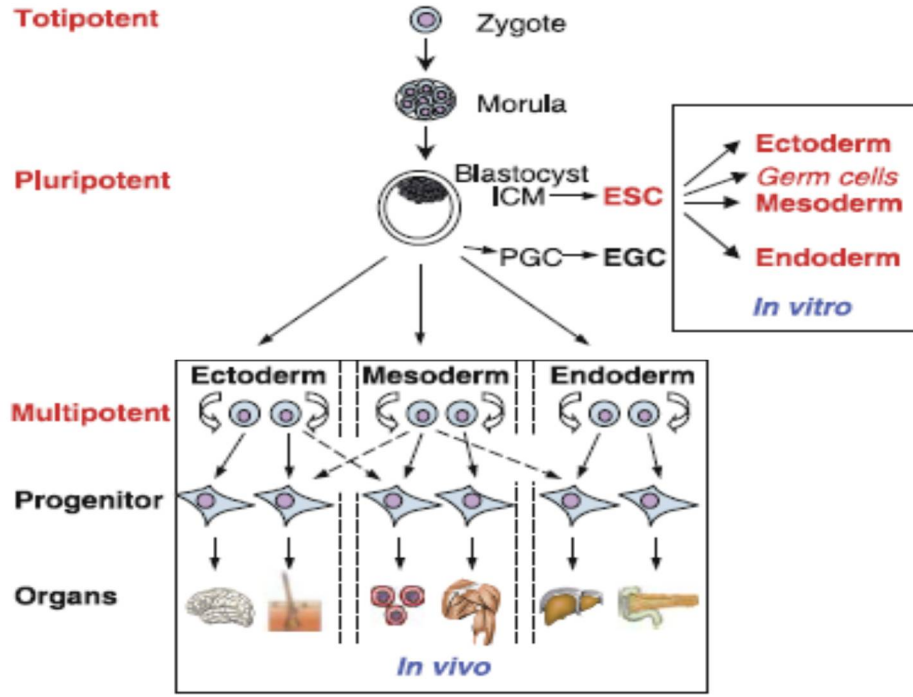 Totipotent
Zygote
Morula
Pluripotent
Blastocyst
ICM
ESC
PGC
EGC
Ectoderm
Germ cells
Mesoderm
Endoderm
In vitro
Ectoderm
Mesoderm
Endoderm
Multipotent
Progenitor
Organs
In vivo